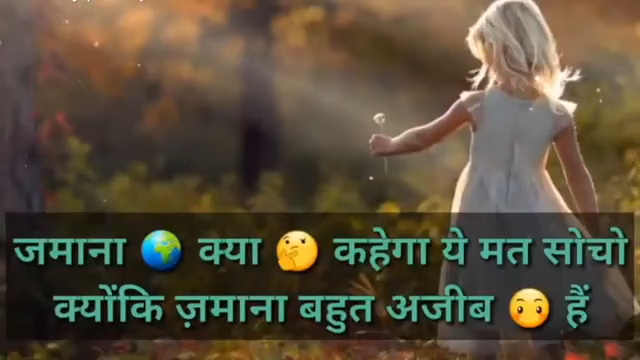 जमाना 🌍 क्या 🤔 कहेगा ये मत सोचो
क्योंकि ज़माना बहुत अजीब 😶 हैं